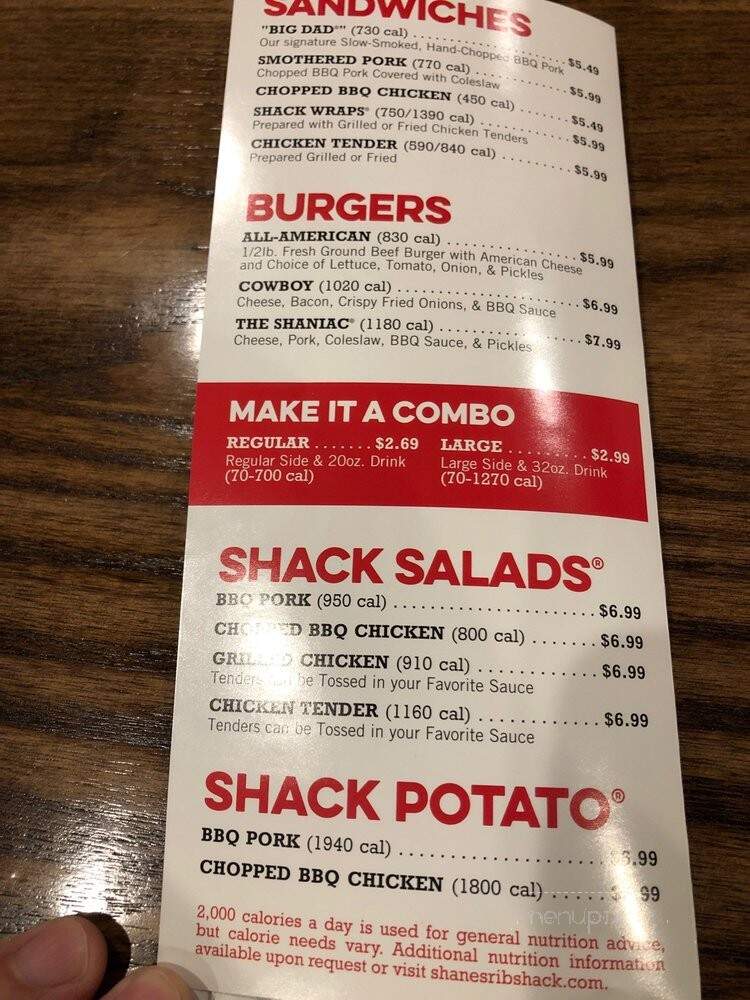 SANDWICHES
"BIG DAD®" (730 cal) $5.49
Our signature Slow-Smoked, Hand-Chopped BBQ Pork
SMOTHERED PORK (770 cal) $5.99
Chopped BBQ Pork Covered with Coleslaw
CHOPPED BBQ CHICKEN (450 cal) $5.49
SHACK WRAPS® (750/1390 cal) $5.99
Prepared with Grilled or Fried Chicken Tenders
CHICKEN TENDER (590/840 cal) $5.99
Prepared Grilled or Fried
BURGERS
ALL-AMERICAN (830 cal) $5.99
1/2lb. Fresh Ground Beef Burger with American Cheese
and Choice of Lettuce, Tomato, Onion, & Pickles
COWBOY (1020 cal) $6.99
Cheese, Bacon, Crispy Fried Onions, & BBQ Sauce
THE SHANIAC® (1180 cal) $7.99
Cheese, Pork, Coleslaw, BBQ Sauce, & Pickles
MAKE IT A COMBO
REGULAR $2.69 LARGE $2.99
Regular Side & 20oz. Drink Large Side & 32oz. Drink
(70-700 cal) (70-1270 cal)
SHACK SALADS®
BBQ PORK (950 cal) $6.99
CHOPPED BBQ CHICKEN (800 cal) $6.99
GRILLED CHICKEN (910 cal) $6.99
Tenders can be Tossed in your Favorite Sauce
CHICKEN TENDER (1160 cal) $6.99
Tenders can be Tossed in your Favorite Sauce
SHACK POTATO®
BBQ PORK (1940 cal)
CHOPPED BBQ CHICKEN (1800 cal)
2,000 calories a day is used for general nutrition advice,
but calorie needs vary. Additional nutrition information
available upon request or visit shanesribshack.com.